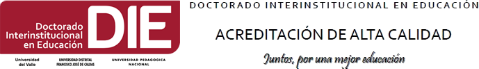 Doctorado
Interinstitucional
en Educación
DIE
Universidad
del Valle
UNIVERSIDAD DISTRITAL
FRANCISCO JOSÉ DE CALDAS
UNIVERSIDAD PEDAGÓGICA
NACIONAL
DOCTORADO INTERINSTITUCIONAL EN EDUCACIÓN
ACREDITACIÓN DE ALTA CALIDAD
Juntos, por una mejor educación